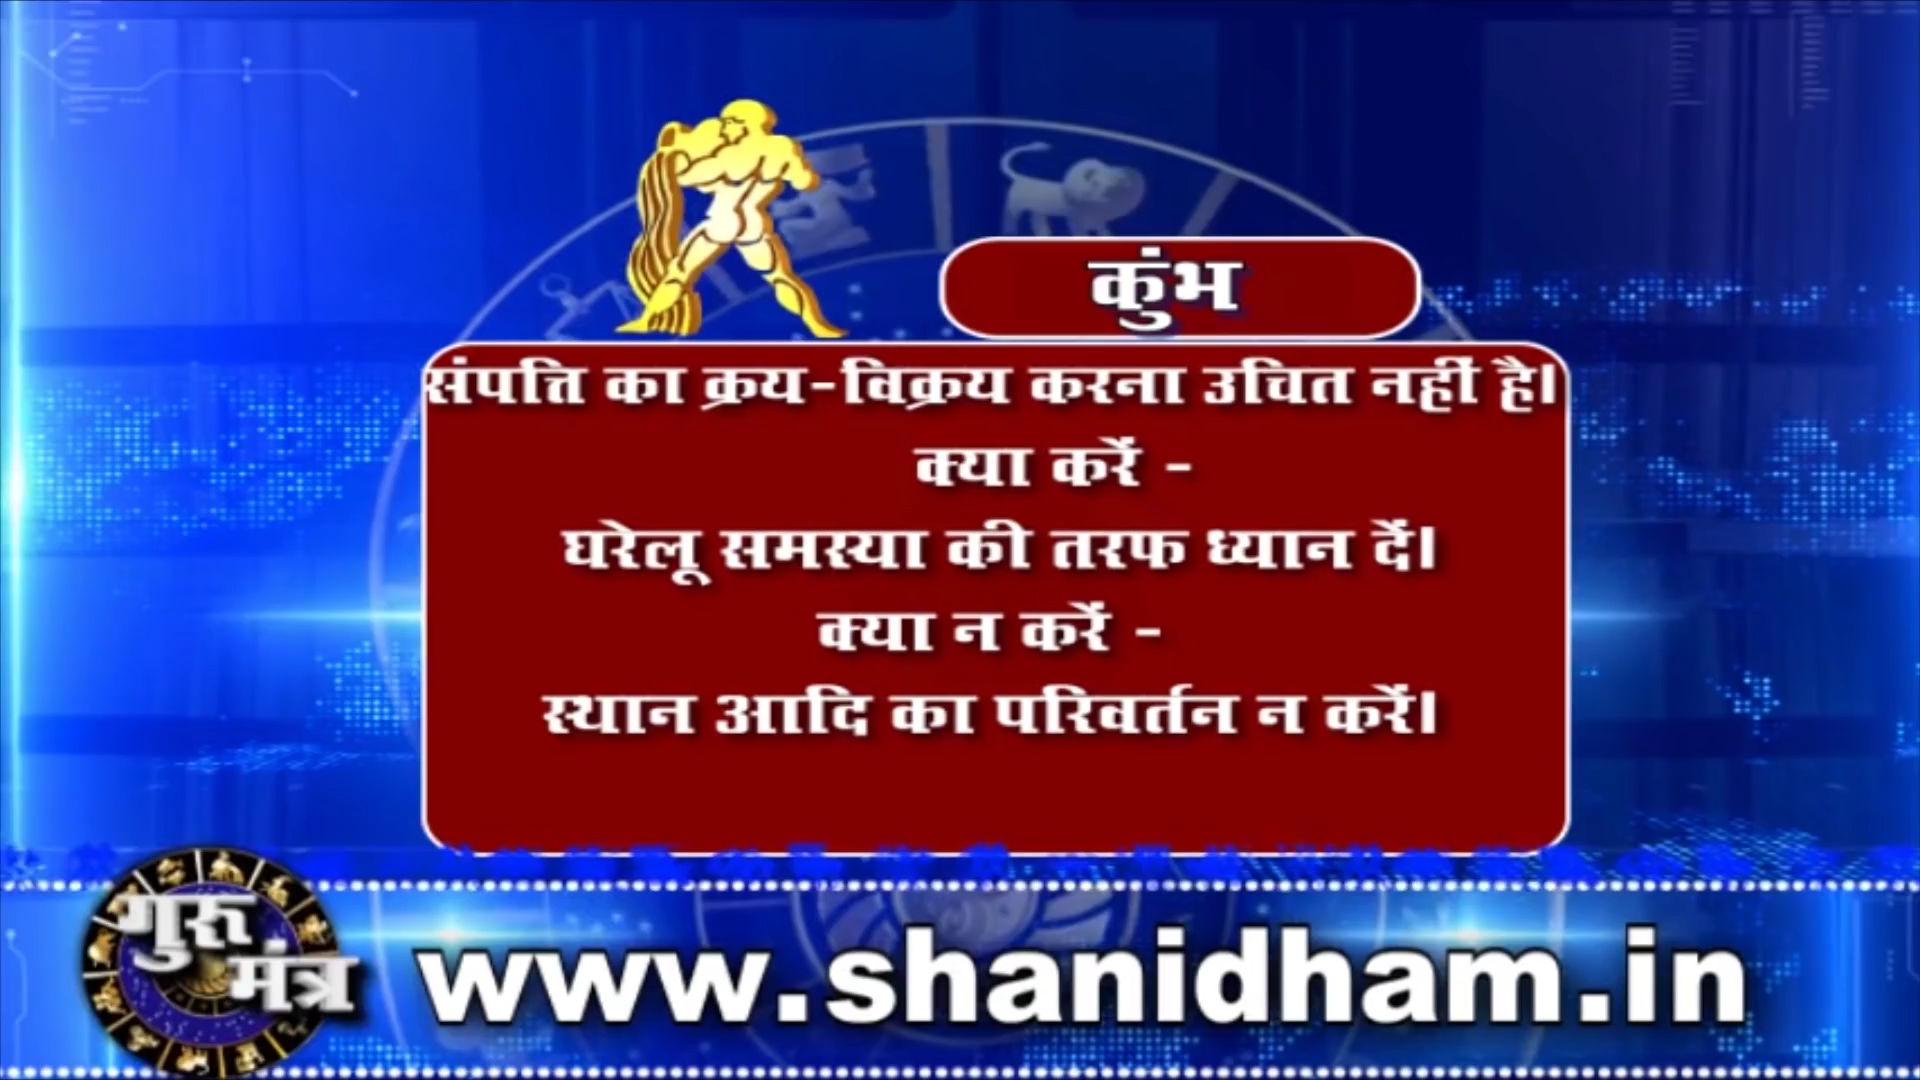 कुंभ
संपत्ति का क्रय-विक्रय करना उचित नहीं है।
क्या करें -
घरेलू समस्या की तरफ ध्यान दें।
क्या न करें -
स्थान आदि का परिवर्तन न करें।
गुरु
मंत्र
www.shanidham.in